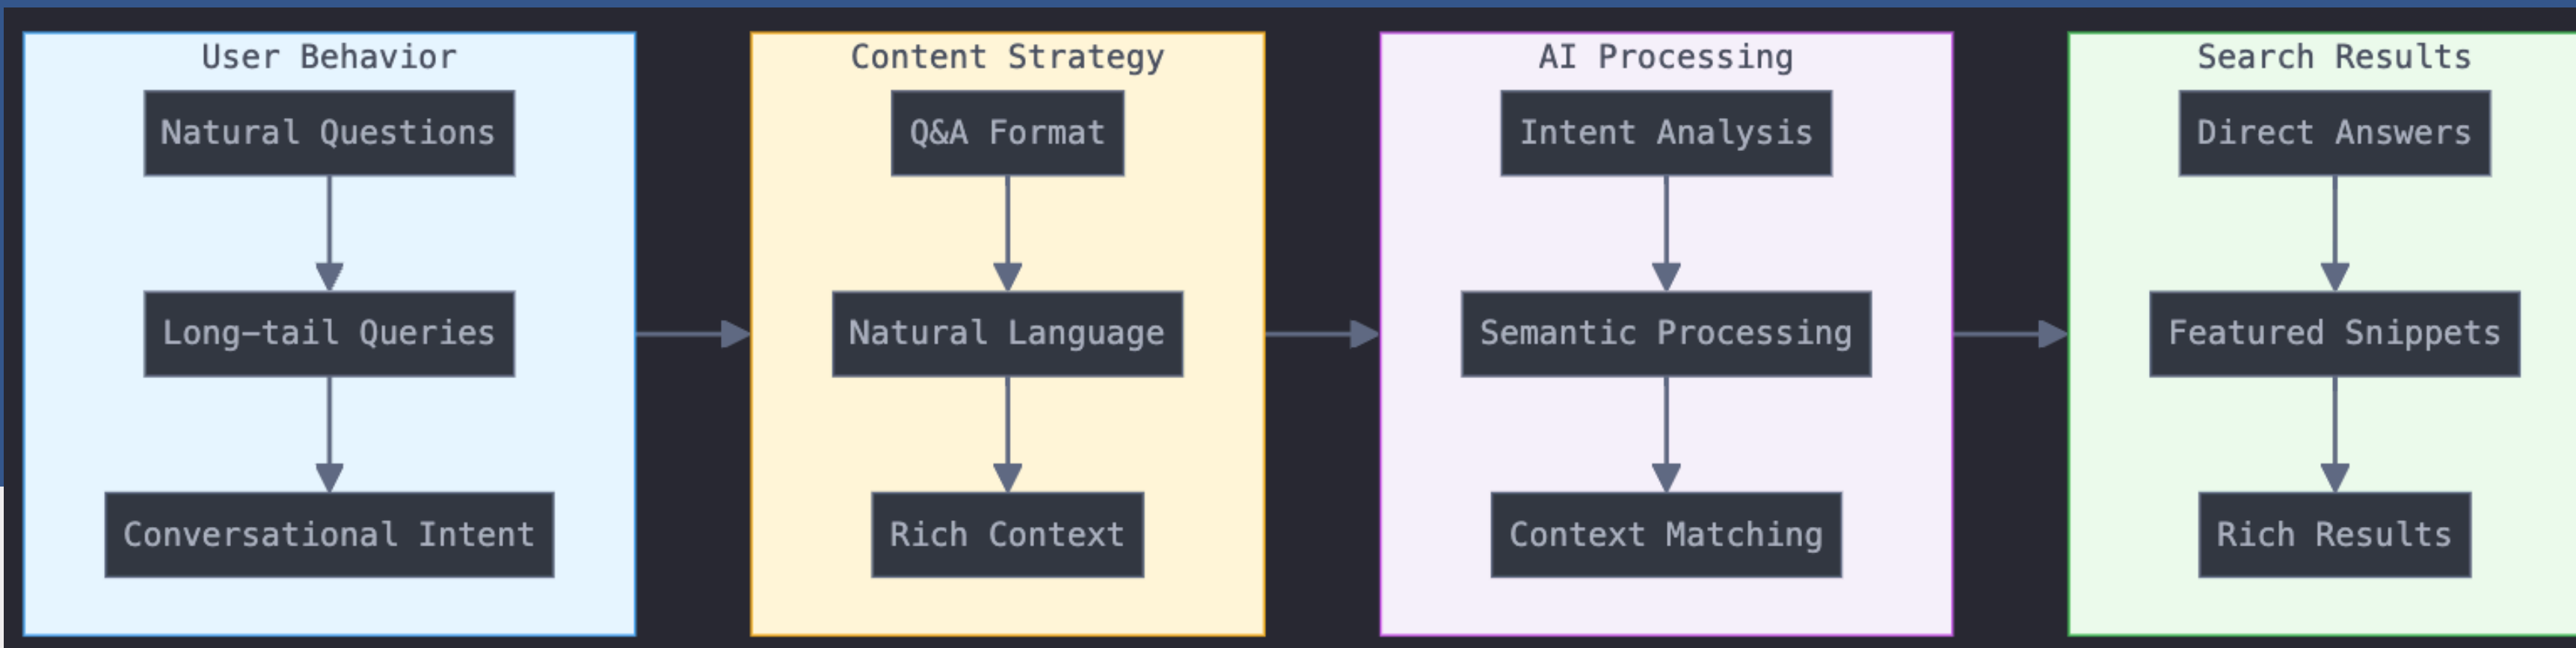 User Behavior
Natural Questions
Long-tail Queries
Conversational Intent
Content Strategy
Q&A Format
Natural Language
Rich Context
AI Processing
Intent Analysis
Semantic Processing
Context Matching
Search Results
Direct Answers
Featured Snippets
Rich Results